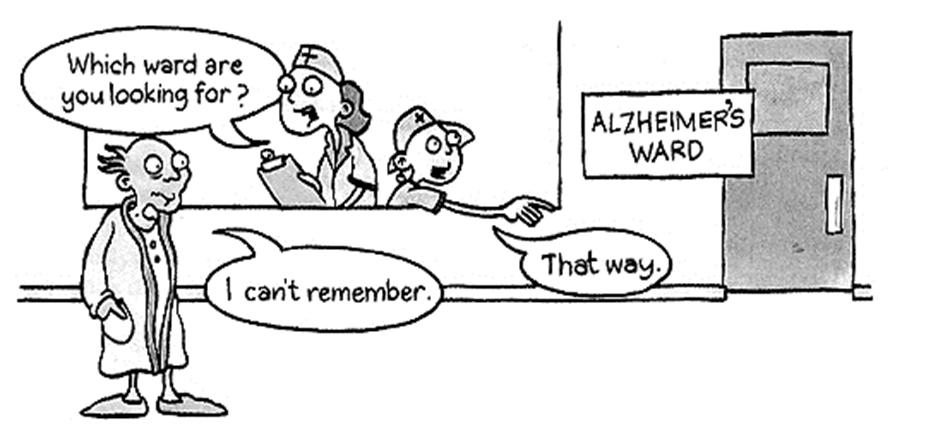 Which ward are
you looking for?
I can't remember.
That way.
ALZHEIMER'S
WARD